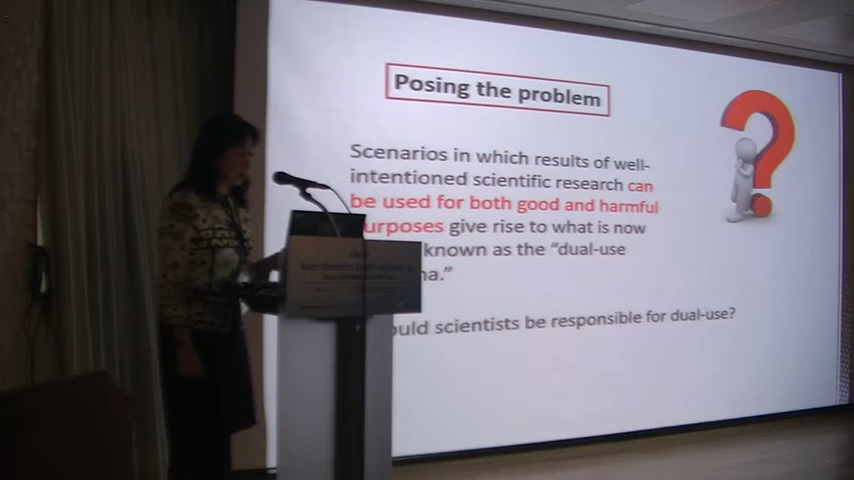 Posing the problem
Scenarios in which results of well-
intentioned scientific research can
be used for both good and harmful
urposes give rise to what is now
known as the "dual-use
na."
ould scientists be responsible for dual-use?